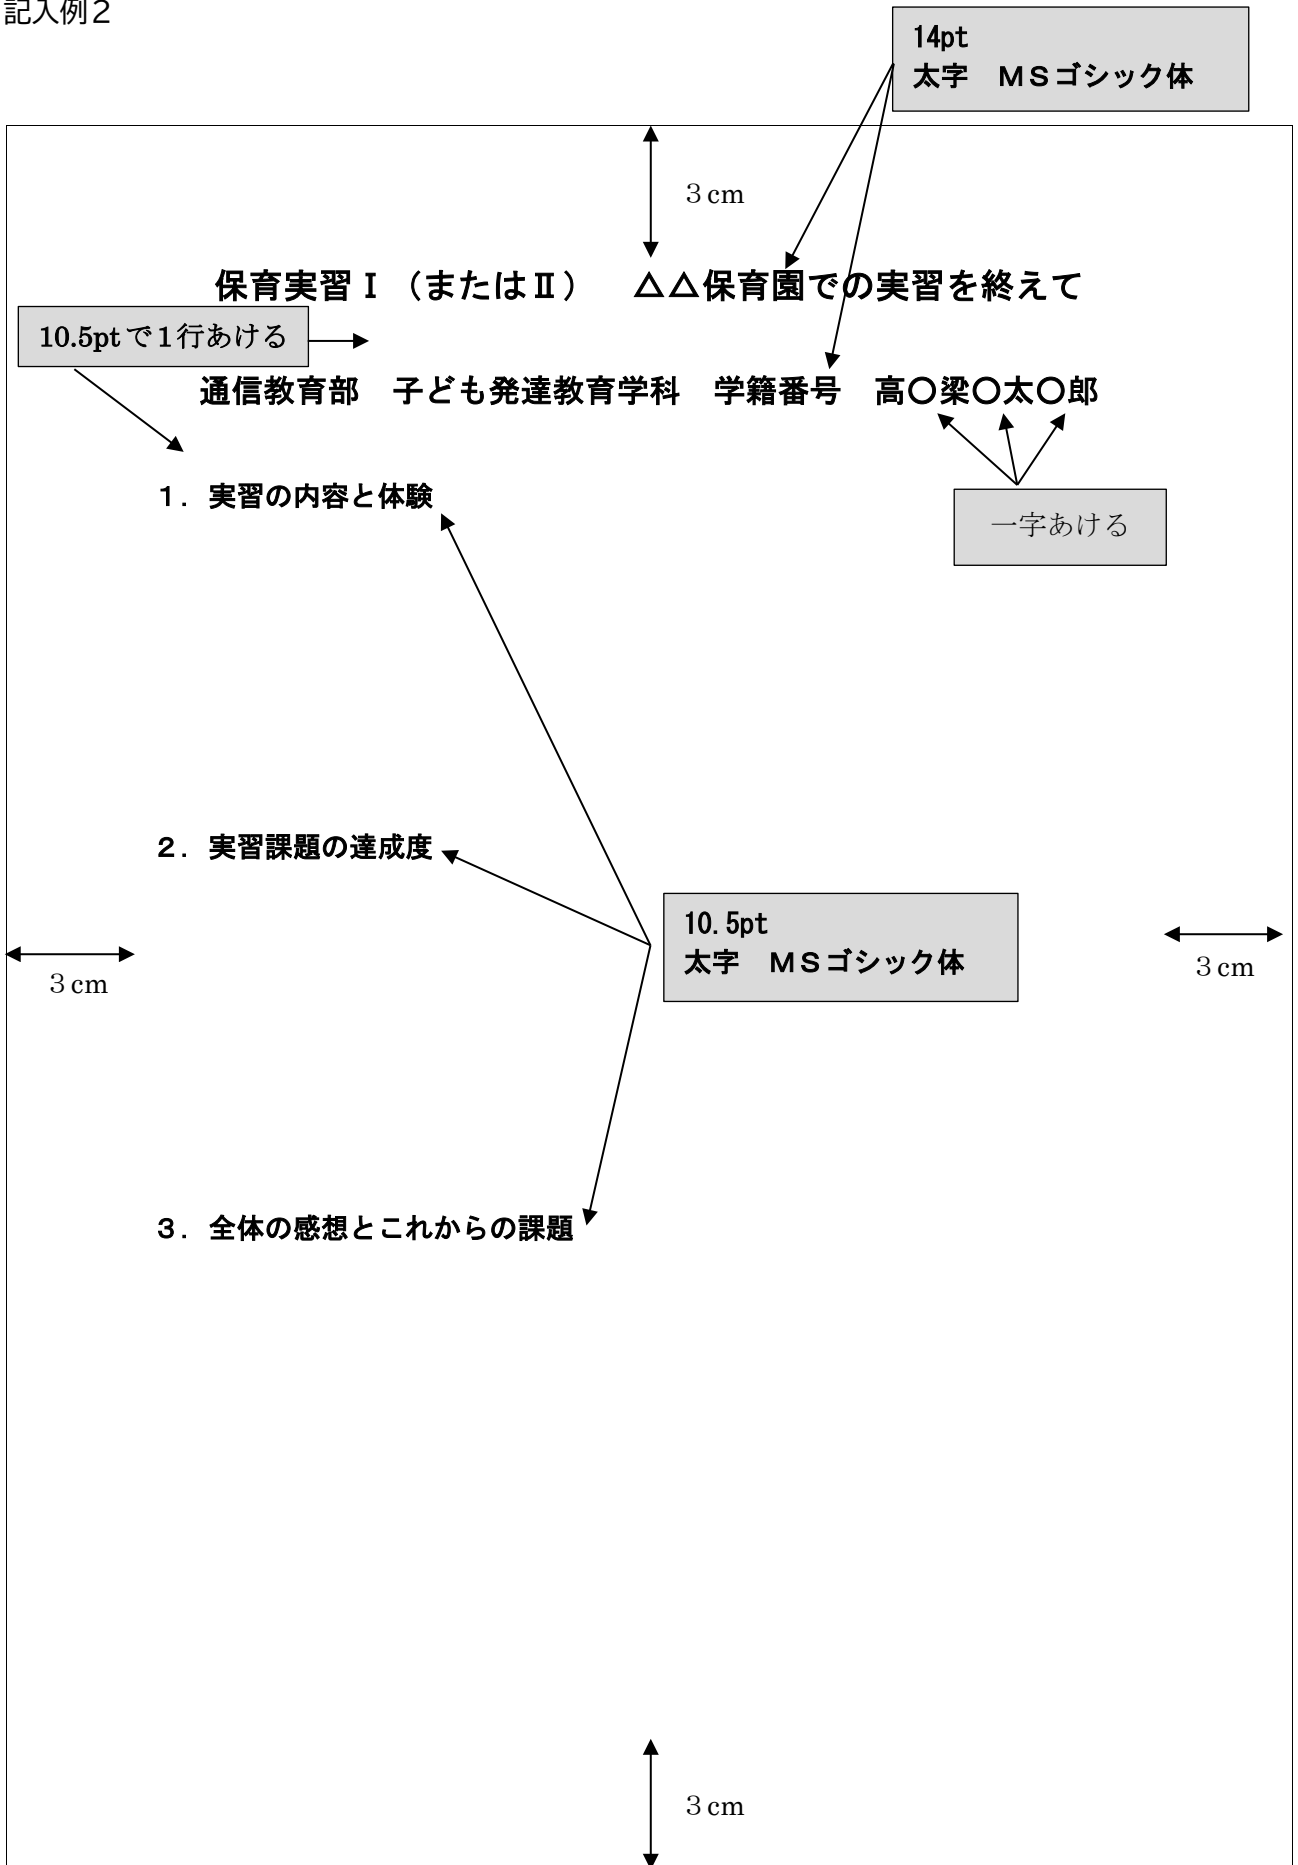 記入例２
14pt
太字　ＭＳゴシック体
３cm
保育実習Ⅰ（またはⅡ）　△△保育園での実習を終えて
10.5ptで１行あける
通信教育部　子ども発達教育学科　学籍番号　高〇梁〇太〇郎
１．実習の内容と体験
一字あける
２．実習課題の達成度
10.5pt
太字　ＭＳゴシック体
３cm
３cm
３．全体の感想とこれからの課題
３cm